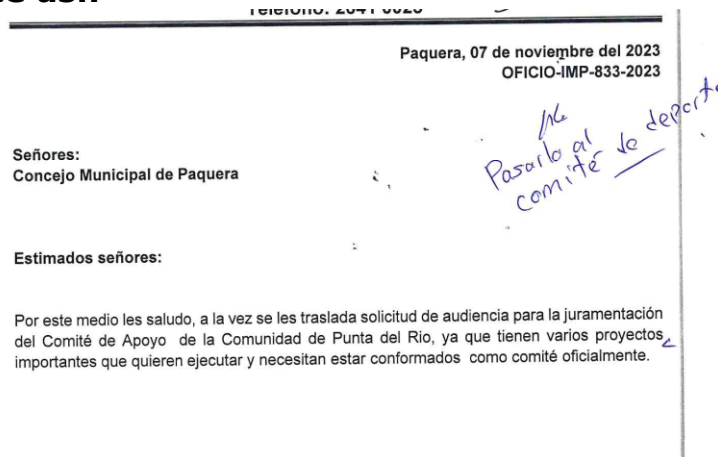 Paquera, 07 de noviembre del 2023
OFICIO-IMP-833-2023
Pasarlo al
comité de deporte
Señores:
Concejo Municipal de Paquera
Estimados señores:
Por este medio les saludo, a la vez se les traslada solicitud de audiencia para la juramentación
del Comité de Apoyo de la Comunidad de Punta del Rio, ya que tienen varios proyectos
importantes que quieren ejecutar y necesitan estar conformados como comité oficialmente.